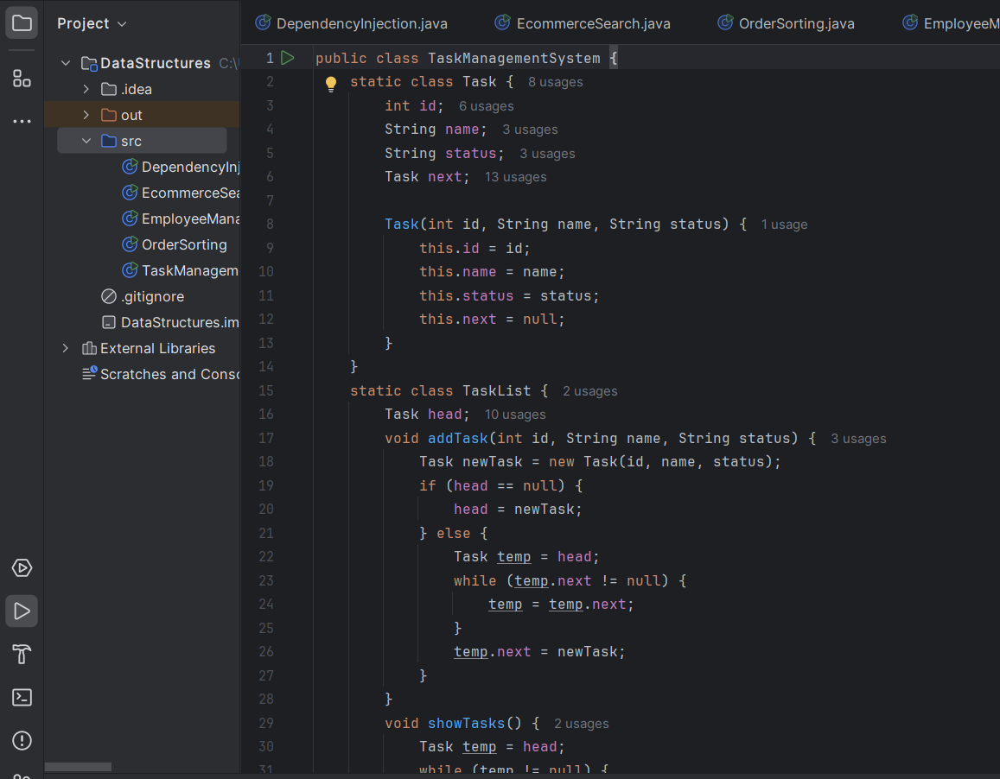 Project
DependencyInjection.java
EcommerceSearch.java
OrderSorting.java
EmployeeM
DataStructures C:\
.idea
out
src
DependencyInj
EcommerceSea
EmployeeMana
OrderSorting
TaskManagem
.gitignore
DataStructures.im
External Libraries
Scratches and Consc
1 public class TaskManagementSystem {
2 static class Task { 8 usages
3 int id; 6 usages
4 String name; 3 usages
5 String status; 3 usages
6 Task next; 13 usages
7
8 Task(int id, String name, String status) { 1 usage
9 this.id = id;
10 this.name = name;
11 this.status = status;
12 this.next = null;
13 }
14 }
15 static class TaskList { 2 usages
16 Task head; 10 usages
17 void addTask(int id, String name, String status) { 3 usages
18 Task newTask = new Task(id, name, status);
19 if (head == null) {
20 head = newTask;
21 } else {
22 Task temp = head;
23 while (temp.next != null) {
24 temp = temp.next;
25 }
26 temp.next = newTask;
27 }
28 }
29 void showTasks() { 2 usages
30 Task temp = head;
31 while (temp != null) {